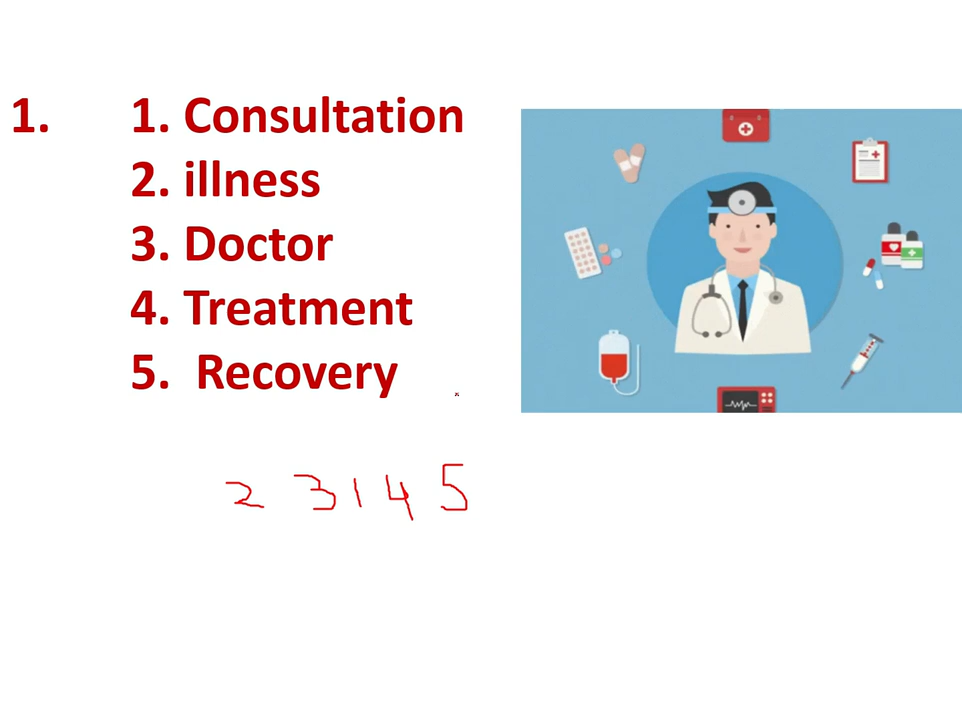 1. 1. Consultation
2. illness
3. Doctor
4. Treatment
5. Recovery
2 3 1 4 5